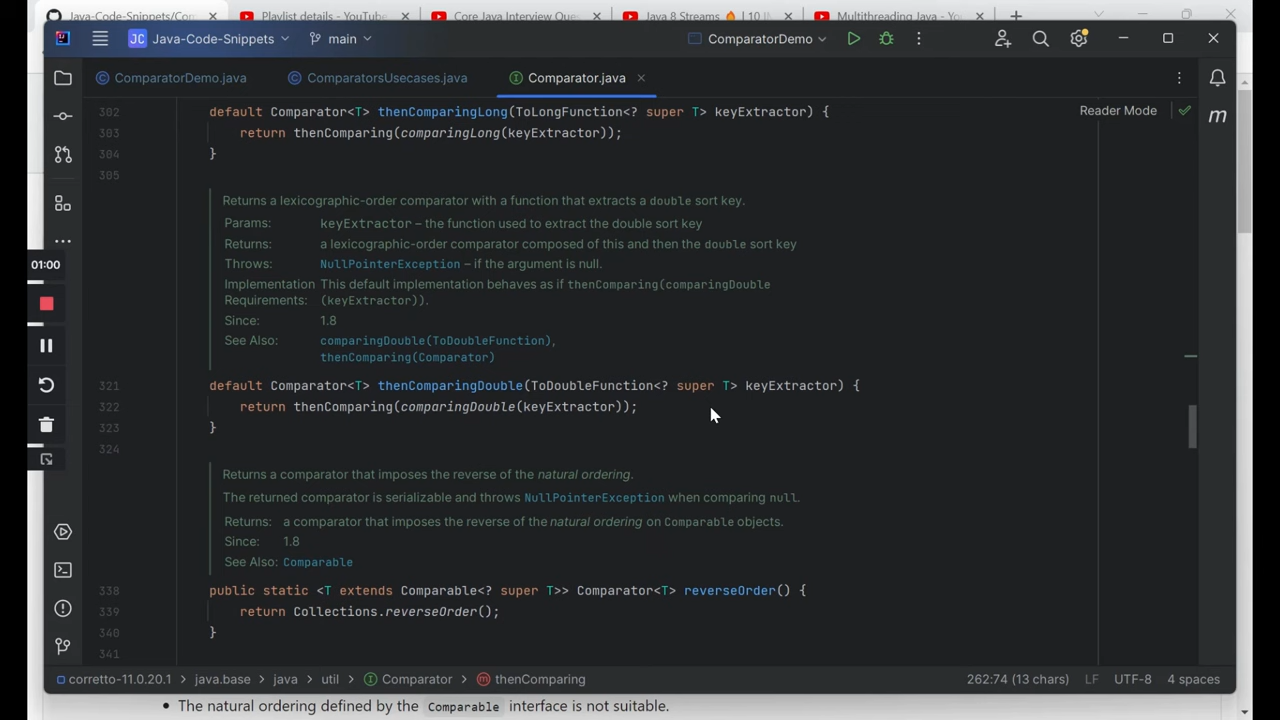 Java-Code-Snippets/Com
Playlist details - YouTube
Core Java Interview Que
Java 8 Streams 🔥 | 10 II
Multithreading Java - You
JC Java-Code-Snippets main ComparatorDemo
ComparatorDemo.java ComparatorsUsecases.java Comparator.java
Reader Mode
302 default Comparator<T> thenComparingLong(ToLongFunction<? super T> keyExtractor) {
303 return thenComparing(comparingLong(keyExtractor));
304 }
305
Returns a lexicographic-order comparator with a function that extracts a double sort key.
Params: keyExtractor – the function used to extract the double sort key
Returns: a lexicographic-order comparator composed of this and then the double sort key
Throws: NullPointerException – if the argument is null.
Implementation This default implementation behaves as if thenComparing(comparingDouble
Requirements: (keyExtractor)).
Since: 1.8
See Also: comparingDouble(ToDoubleFunction),
thenComparing(Comparator)
321 default Comparator<T> thenComparingDouble(ToDoubleFunction<? super T> keyExtractor) {
322 return thenComparing(comparingDouble(keyExtractor));
323 }
324
Returns a comparator that imposes the reverse of the natural ordering.
The returned comparator is serializable and throws NullPointerException when comparing null.
Returns: a comparator that imposes the reverse of the natural ordering on Comparable objects.
Since: 1.8
See Also: Comparable
338 public static <T extends Comparable<? super T>> Comparator<T> reverseOrder() {
339 return Collections.reverseOrder();
340 }
341
01:00
corretto-11.0.20.1 > java.base > java > util > Comparator > thenComparing 262:74 (13 chars) LF UTF-8 4 spaces
• The natural ordering defined by the Comparable interface is not suitable.